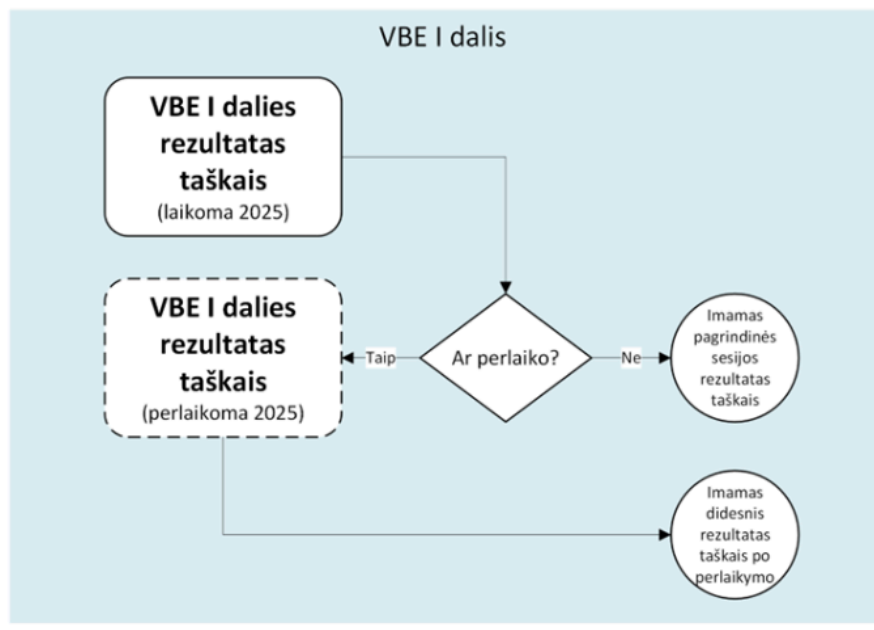 VBE I dalis
VBE I dalies
rezultatas
taškais
(laikoma 2025)
VBE I dalies
rezultatas
taškais
(perlaikoma 2025)
Taip
Ar perlaiko?
Ne
Imamas
pagrindinės
sesijos
rezultatas
taškais
Imamas
didesnis
rezultatas
taškais po
perlaikymo